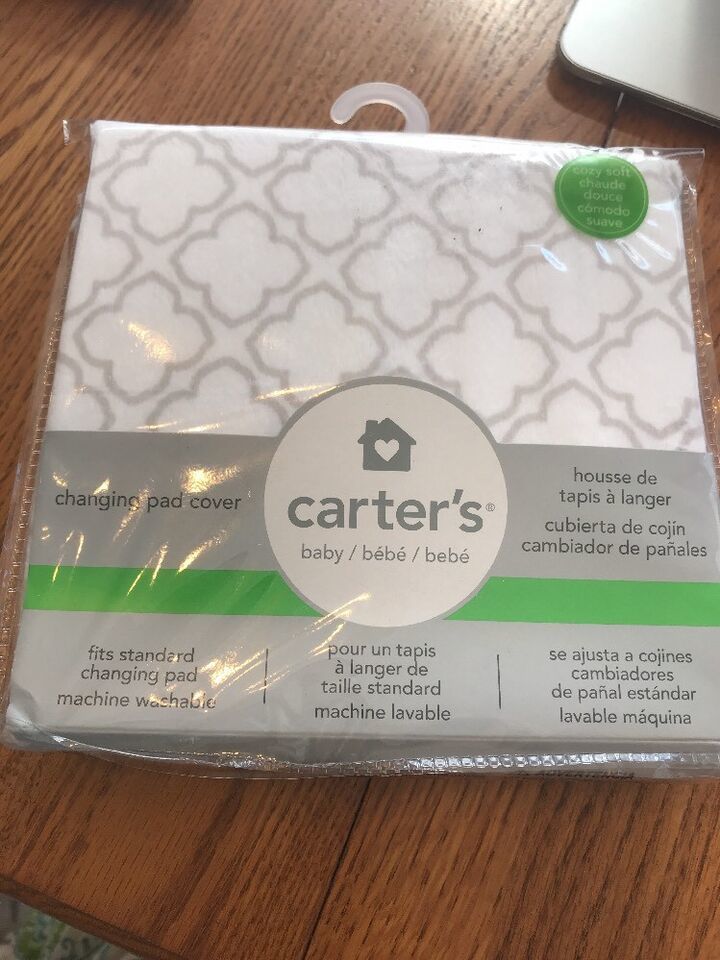 cozy soft
chaude
douce
cómodo
suave
changing pad cover
carter's®
baby / bébé / bebé
housse de
tapis à langer
cubierta de cojín
cambiador de pañales
fits standard
changing pad
machine washable
pour un tapis
à langer de
taille standard
machine lavable
se ajusta a cojines
cambiadores
de pañal estándar
lavable máquina